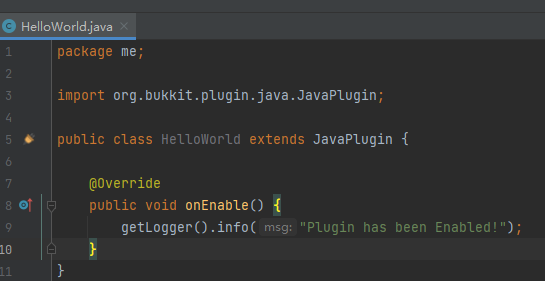 HelloWorld.java
1 package me;
2
3 import org.bukkit.plugin.java.JavaPlugin;
4
5 public class HelloWorld extends JavaPlugin {
6
7 @Override
8 public void onEnable() {
9 getLogger().info( msg: "Plugin has been Enabled!");
10 }
11 }